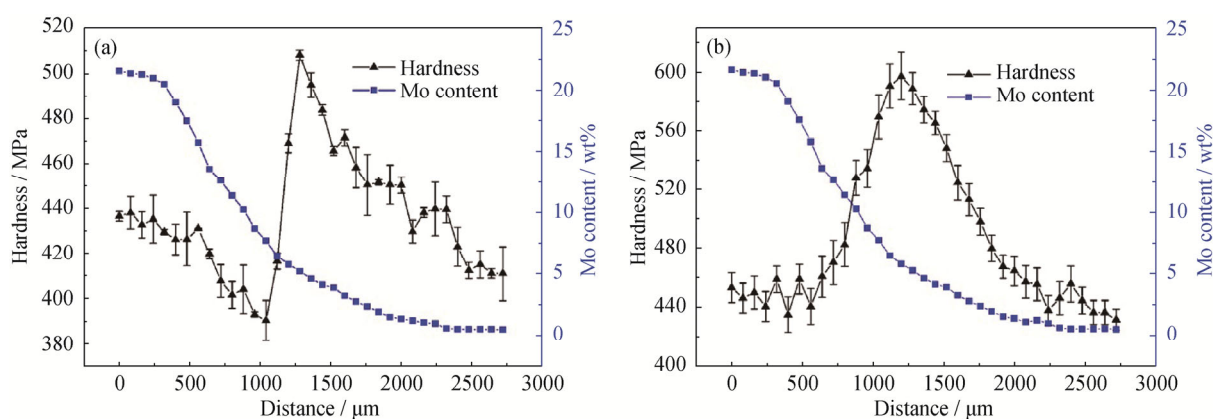 (a)
Hardness
Mo content
Hardness / MPa
520
500
480
460
440
420
400
380
Mo content / wt%
25
20
15
10
5
0
0 500 1000 1500 2000 2500 3000
Distance / μm
(b)
Hardness
Mo content
Hardness / MPa
600
560
520
480
440
400
Mo content / wt%
25
20
15
10
5
0
0 500 1000 1500 2000 2500 3000
Distance / μm